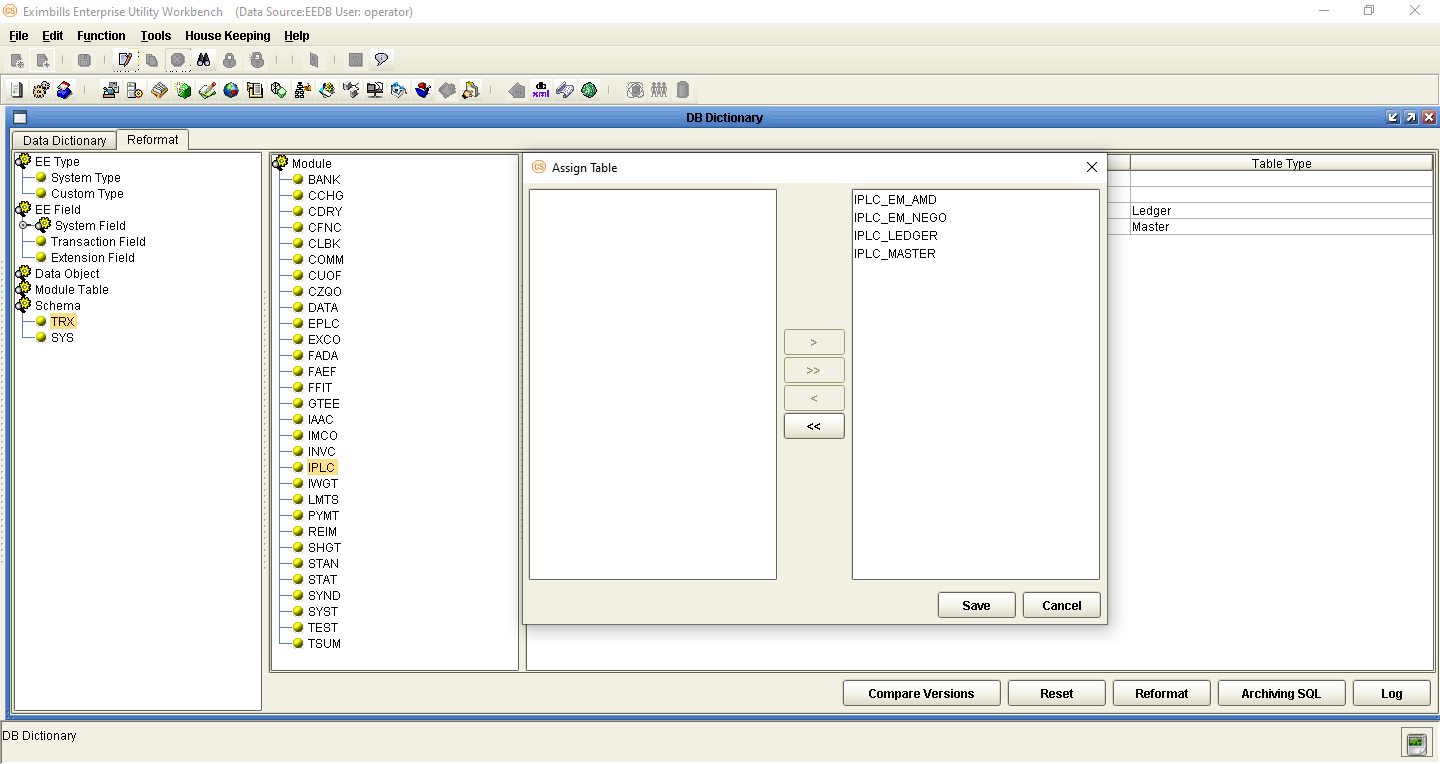 Eximbills Enterprise Utility Workbench (Data Source:EEDB User: operator)
File Edit Function Tools House Keeping Help
DB Dictionary
Data Dictionary Reformat
EE Type
System Type
Custom Type
EE Field
System Field
Transaction Field
Extension Field
Data Object
Module Table
Schema
TRX
SYS
Module
BANK
CCHG
CDRY
CFNC
CLBK
COMM
CUOF
CZQO
DATA
EPLC
EXCO
FADA
FAEF
FFIT
GTEE
IAAC
IMCO
INVC
IPLC
IWGT
LMTS
PYMT
REIM
SHGT
STAN
STAT
SYND
SYST
TEST
TSUM
Assign Table
IPLC_EM_AMD
IPLC_EM_NEGO
IPLC_LEDGER
IPLC_MASTER
>
>>
<
<<
Save Cancel
Table Type
Ledger
Master
Compare Versions Reset Reformat Archiving SQL Log
DB Dictionary